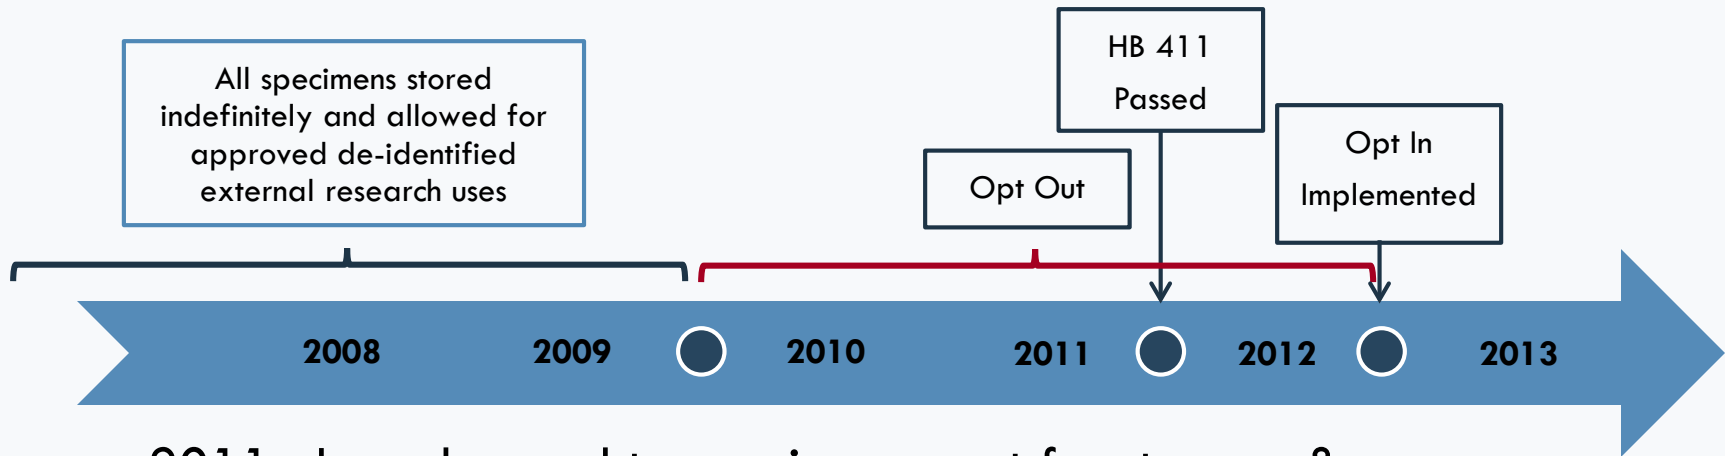 All specimens stored
indefinitely and allowed for
approved de-identified
external research uses
Opt Out
HB 411
Passed
Opt In
Implemented
2008 2009 2010 2011 2012 2013
2011